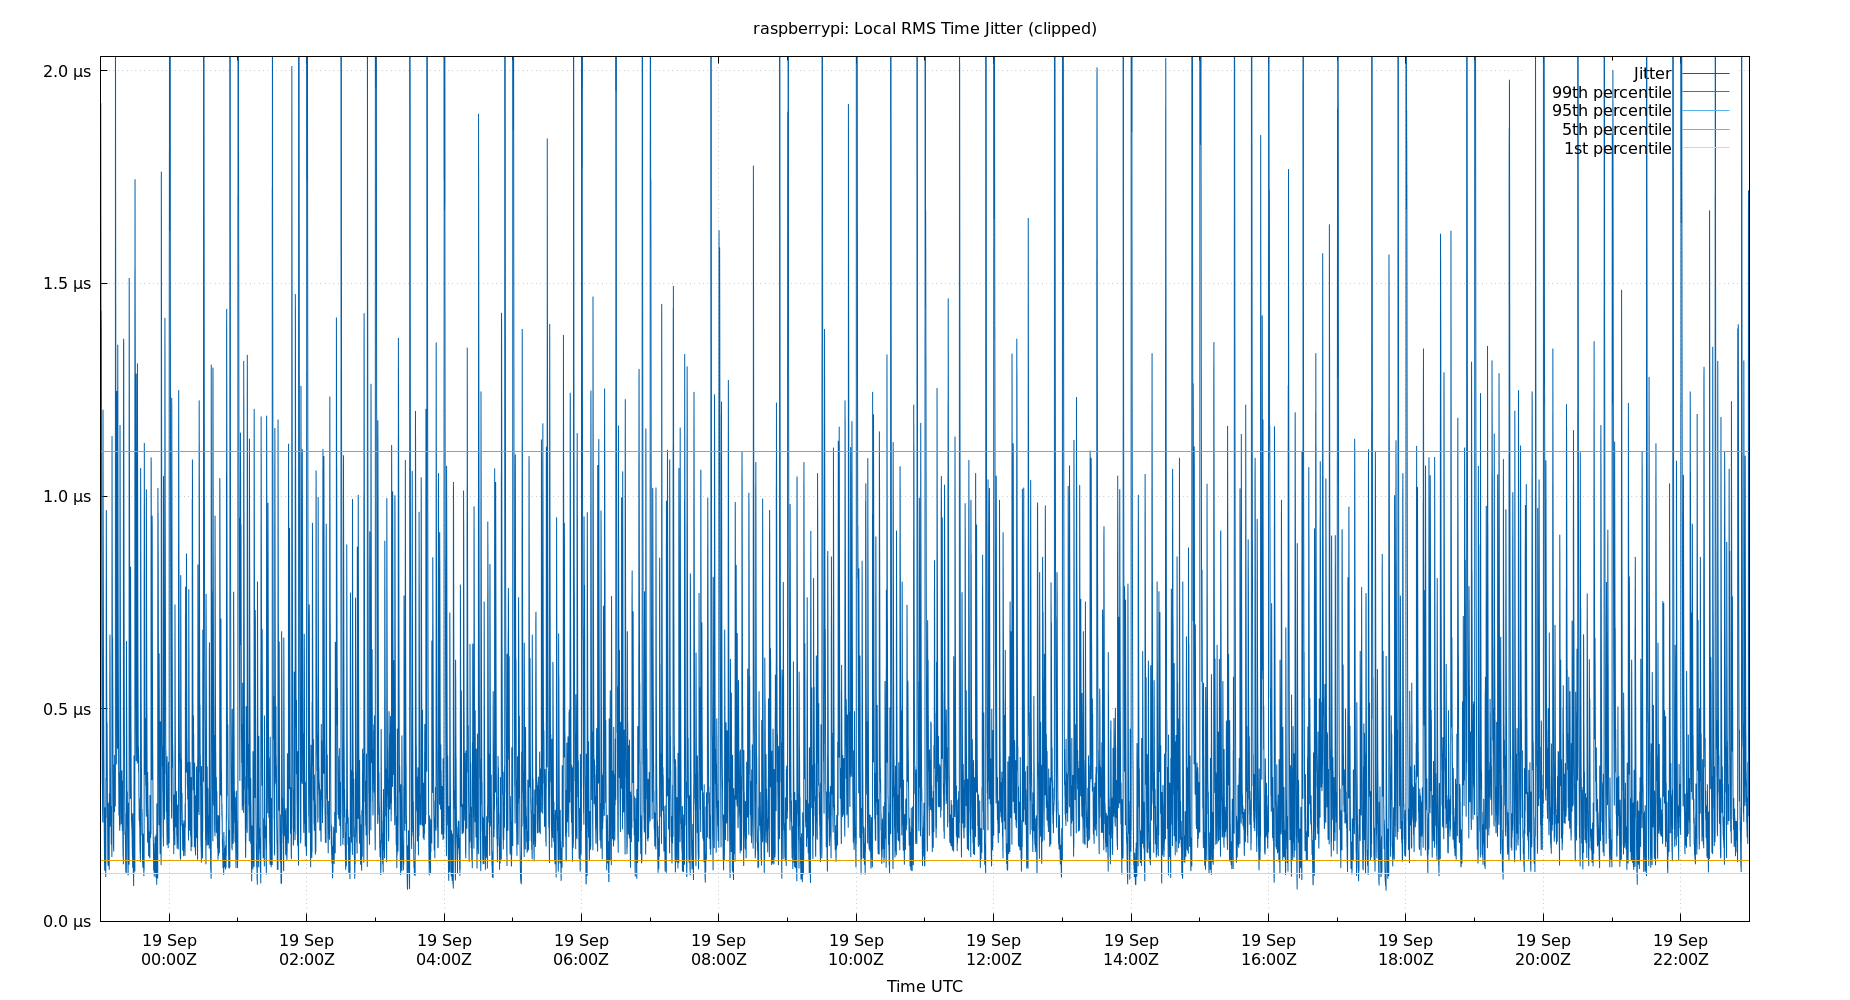 raspberrypi: Local RMS Time Jitter (clipped)
2.0 μs
1.5 μs
1.0 μs
0.5 μs
0.0 μs
Jitter
99th percentile
95th percentile
5th percentile
1st percentile
19 Sep 19 Sep 19 Sep 19 Sep 19 Sep 19 Sep 19 Sep 19 Sep 19 Sep 19 Sep 19 Sep 19 Sep
00:00Z 02:00Z 04:00Z 06:00Z 08:00Z 10:00Z 12:00Z 14:00Z 16:00Z 18:00Z 20:00Z 22:00Z
Time UTC